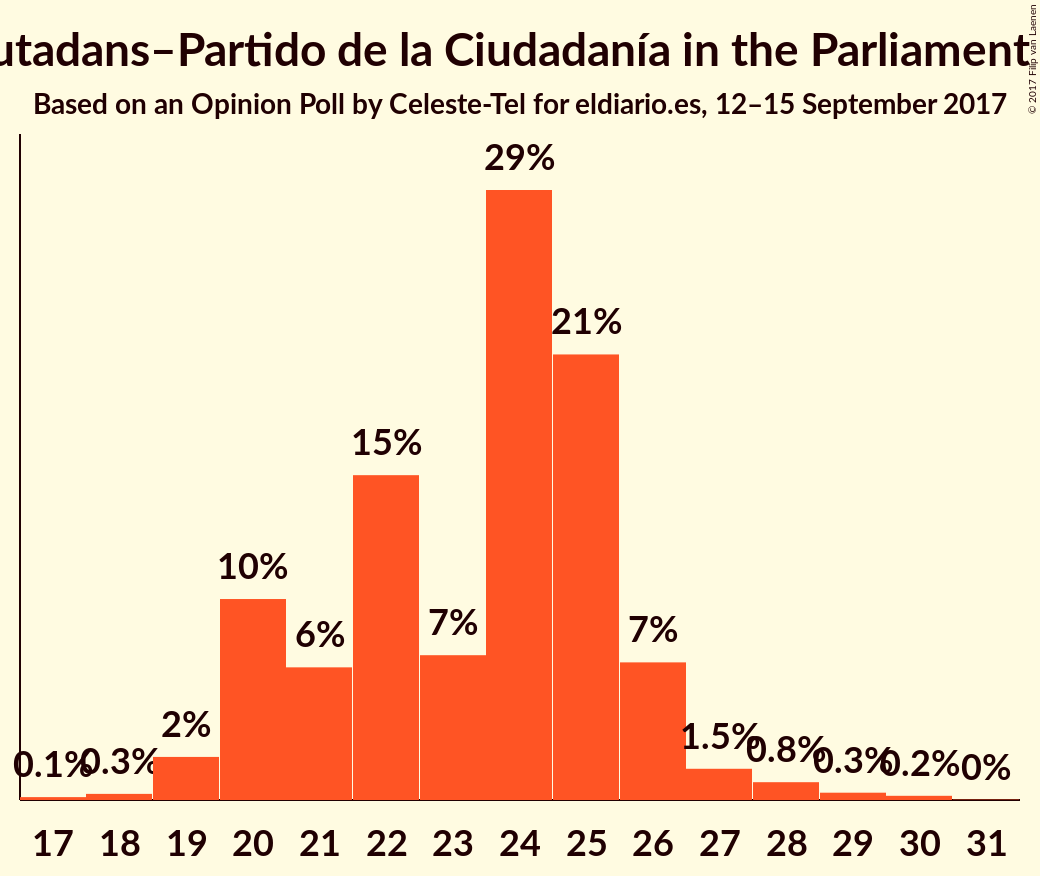 utadans–Partido de la Ciudadanía in the Parliament
Based on an Opinion Poll by Celeste-Tel for eldiario.es, 12–15 September 2017
© 2017 Filip van Laenen
0.1% 0.3% 2% 10% 6% 15% 7% 29% 21% 7% 1.5% 0.8% 0.3% 0.2% 0%
17 18 19 20 21 22 23 24 25 26 27 28 29 30 31